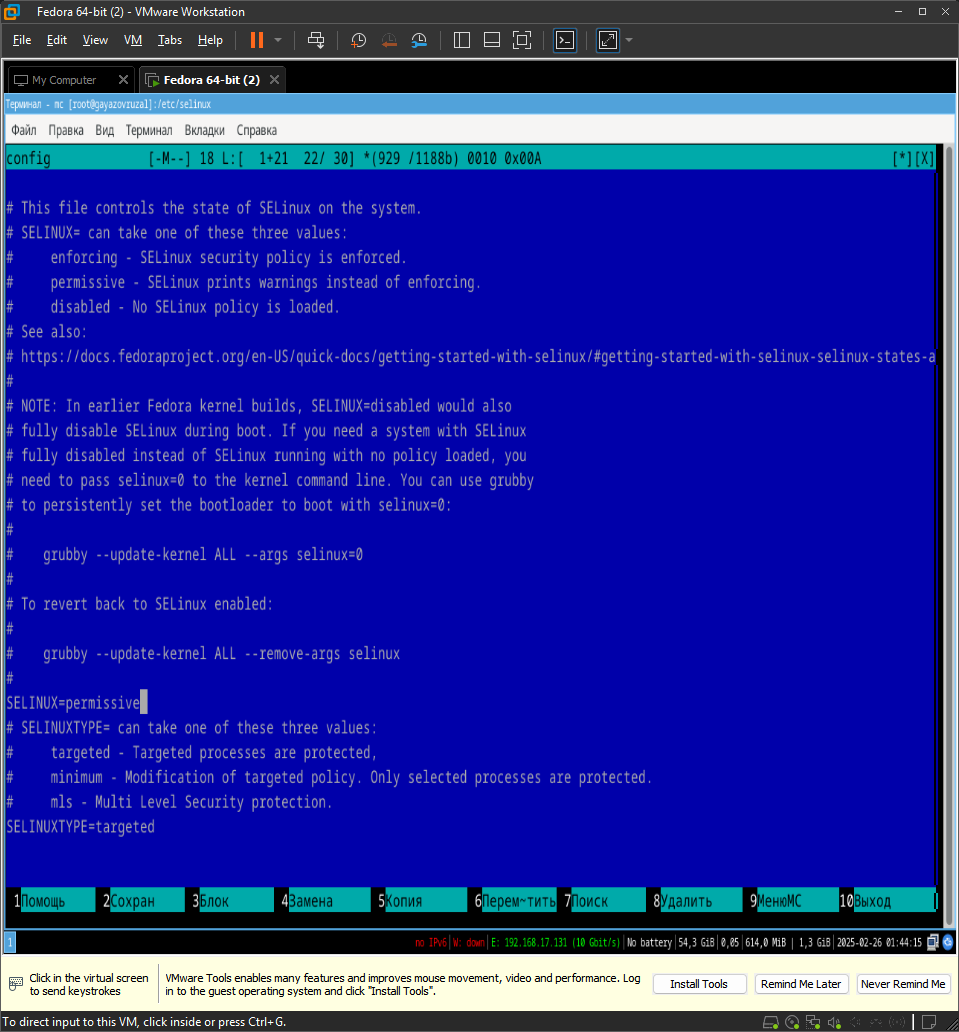 Fedora 64-bit (2) - VMware Workstation
File Edit View VM Tabs Help
My Computer Fedora 64-bit (2)
Терминал - mc [root@gayazovruzal]:/etc/selinux
Файл Правка Вид Терминал Вкладки Справка
config [-M--] 18 L:[ 1+21 22/ 30] *(929 /1188b) 0010 0x00A [*][X]
# This file controls the state of SELinux on the system.
# SELINUX= can take one of these three values:
# enforcing - SELinux security policy is enforced.
# permissive - SELinux prints warnings instead of enforcing.
# disabled - No SELinux policy is loaded.
# See also:
# https://docs.fedoraproject.org/en-US/quick-docs/getting-started-with-selinux/#getting-started-with-selinux-selinux-states-a
#
# NOTE: In earlier Fedora kernel builds, SELINUX=disabled would also
# fully disable SELinux during boot. If you need a system with SELinux
# fully disabled instead of SELinux running with no policy loaded, you
# need to pass selinux=0 to the kernel command line. You can use grubby
# to persistently set the bootloader to boot with selinux=0:
#
# grubby --update-kernel ALL --args selinux=0
#
# To revert back to SELinux enabled:
#
# grubby --update-kernel ALL --remove-args selinux
#
SELINUX=permissive
# SELINUXTYPE= can take one of these three values:
# targeted - Targeted processes are protected,
# minimum - Modification of targeted policy. Only selected processes are protected.
# mls - Multi Level Security protection.
SELINUXTYPE=targeted
1Помощь 2Сохран 3Блок 4Замена 5Копия 6Перем~тить 7Поиск 8Удалить 9МенюMC 10Выход
1 no IPv6 | W: down | E: 192.168.17.131 (10 Gbit/s) | No battery | 54,3 GiB | 0,05 | 614,0 MiB | 1,3 GiB | 2025-02-26 01:44:15
Click in the virtual screen
to send keystrokes
VMware Tools enables many features and improves mouse movement, video and performance. Log
in to the guest operating system and click "Install Tools".
Install Tools Remind Me Later Never Remind Me
To direct input to this VM, click inside or press Ctrl+G.